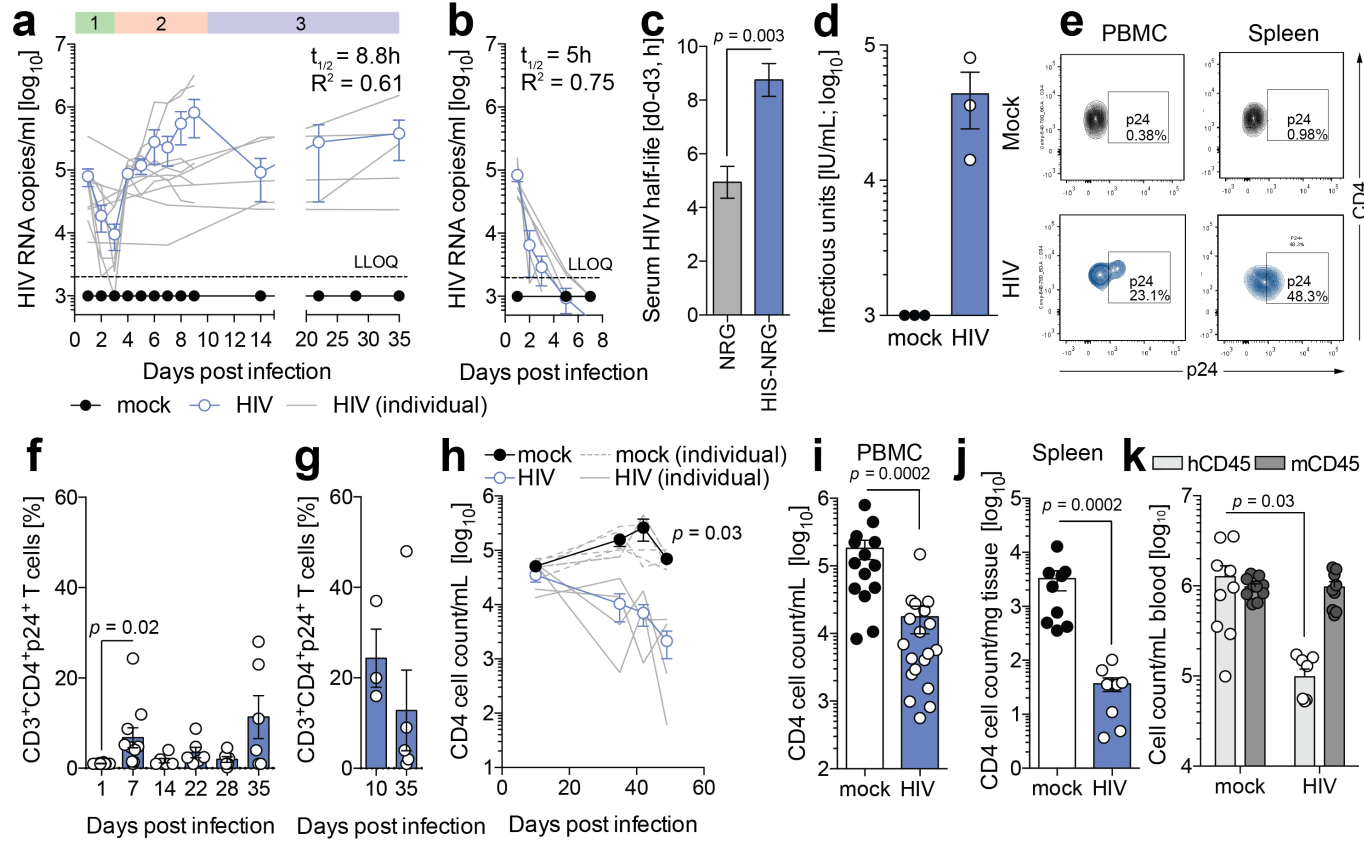 a
1 2 3
HIV RNA copies/ml [log10]
7
6
5
4
3
t1/2 = 8.8h
R2 = 0.61
LLOQ
0 2 4 6 8 10 12 14 20 25 30 35
Days post infection
mock HIV HIV (individual)
b
HIV RNA copies/ml [log10]
7
6
5
4
3
t1/2 = 5h
R2 = 0.75
LLOQ
0 2 4 6 8
Days post infection
c
Serum HIV half-life [d0-d3, h]
p = 0.003
10
8
6
4
2
0
NRG
HIS-NRG
d
Infectious units [IU/mL; log10]
5
4
3
mock HIV
e
PBMC Spleen
Mock
HIV
p24
0.38%
p24
0.98%
p24
23.1%
P24+
48.3%
p24
48.3%
CD4
p24
f
CD3+CD4+p24+ T cells [%]
60
40
20
0
p = 0.02
1 7 14 22 28 35
Days post infection
g
CD3+CD4+p24+ T cells [%]
60
40
20
0
10 35
Days post infection
h
mock mock (individual)
HIV HIV (individual)
CD4 cell count/mL [log10]
6
5
4
3
2
1
p = 0.03
0 20 40 60
Days post infection
i
PBMC
p = 0.0002
CD4 cell count/mL [log10]
6
5
4
3
2
mock HIV
j
Spleen
p = 0.0002
CD4 cell count/mg tissue [log10]
5
4
3
2
1
0
mock HIV
k
hCD45 mCD45
p = 0.03
Cell count/mL blood [log10]
7
6
5
4
mock HIV